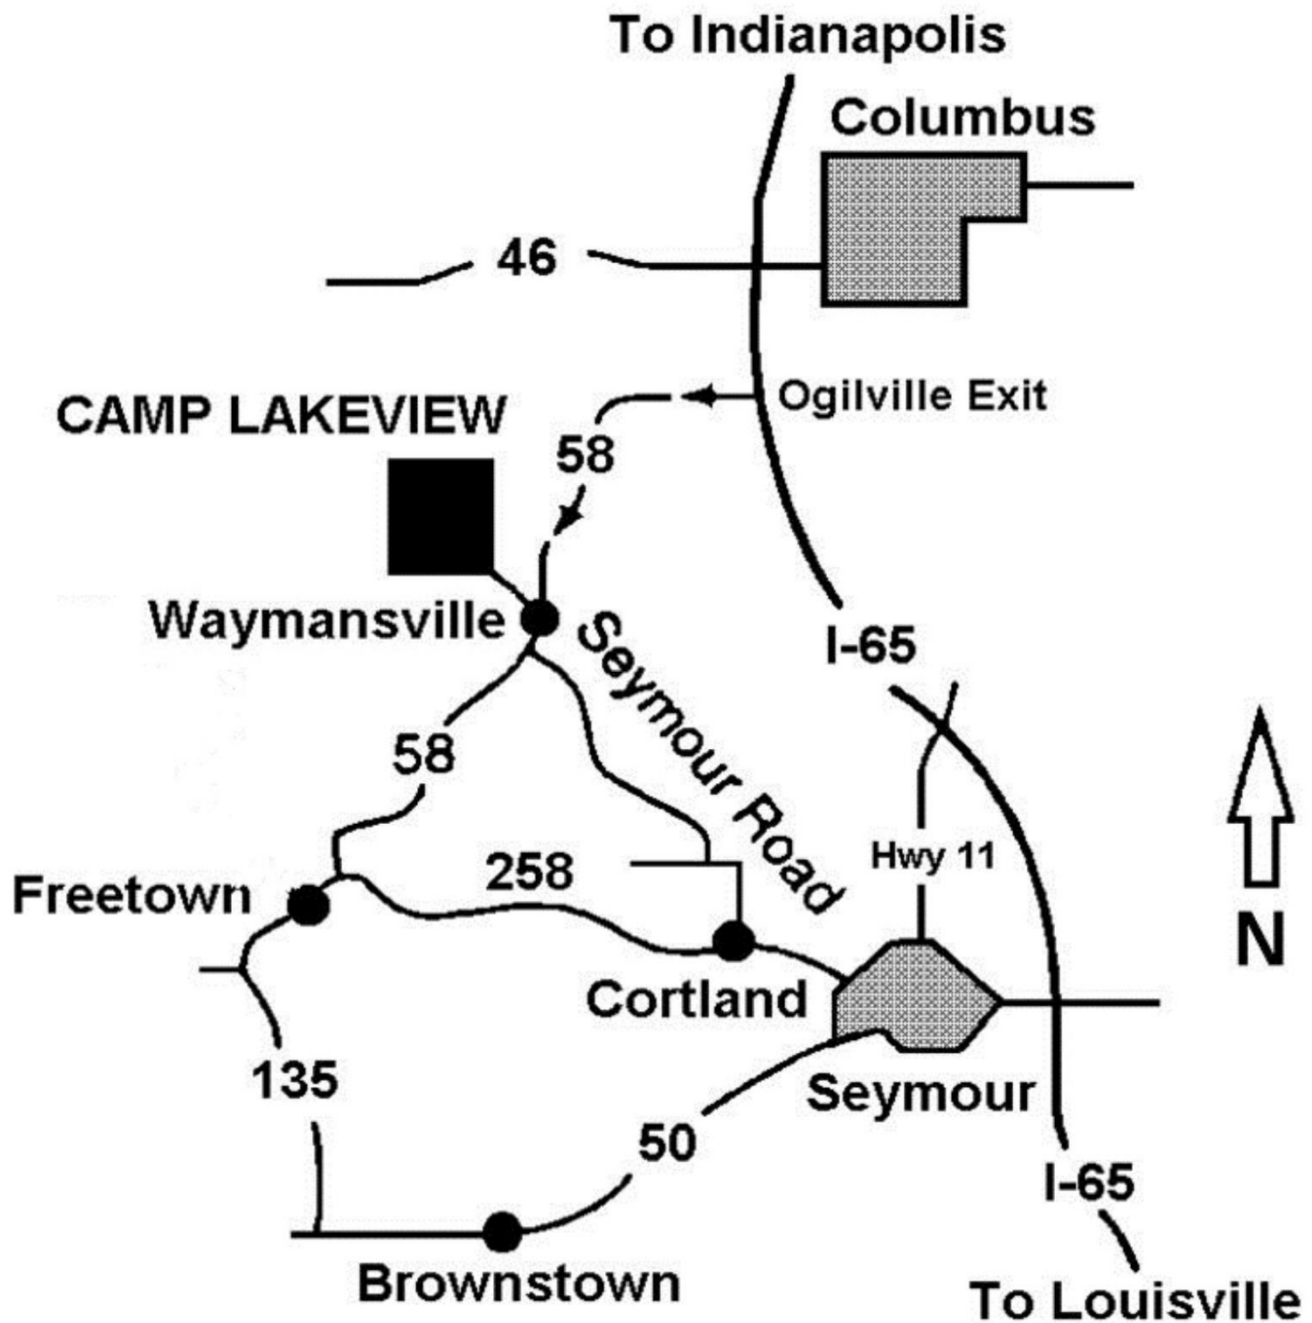 To Indianapolis
Columbus
46
Ogilville Exit
CAMP LAKEVIEW
58
Waymansville
Seymour Road
I-65
58
Hwy 11
258
Freetown
N
Cortland
135
Seymour
50
I-65
Brownstown
To Louisville